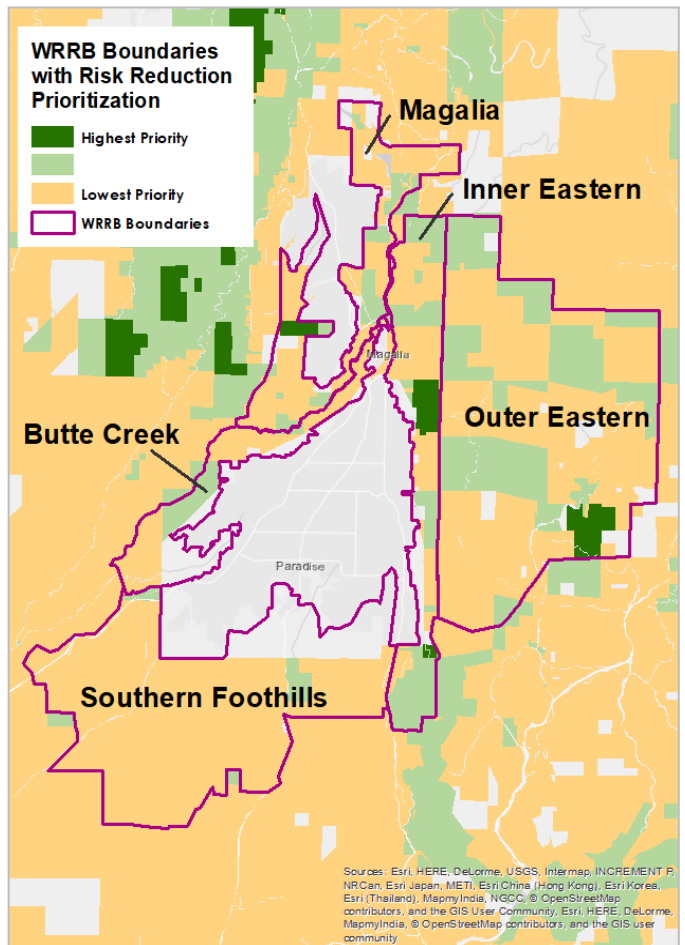 WRRB Boundaries
with Risk Reduction
Prioritization
Highest Priority
Lowest Priority
WRRB Boundaries
Magalia
Inner Eastern
Magalia
Outer Eastern
Butte Creek
Paradise
Southern Foothills
Sources: Esri, HERE, DeLorme, USGS, Intermap, INCREMENT P,
NRCan, Esri Japan, METI, Esri China (Hong Kong), Esri Korea,
Esri (Thailand), MapmyIndia, NGCC, © OpenStreetMap
contributors, and the GIS User Community, Esri, HERE, DeLorme,
MapmyIndia, © OpenStreetMap contributors, and the GIS user
community